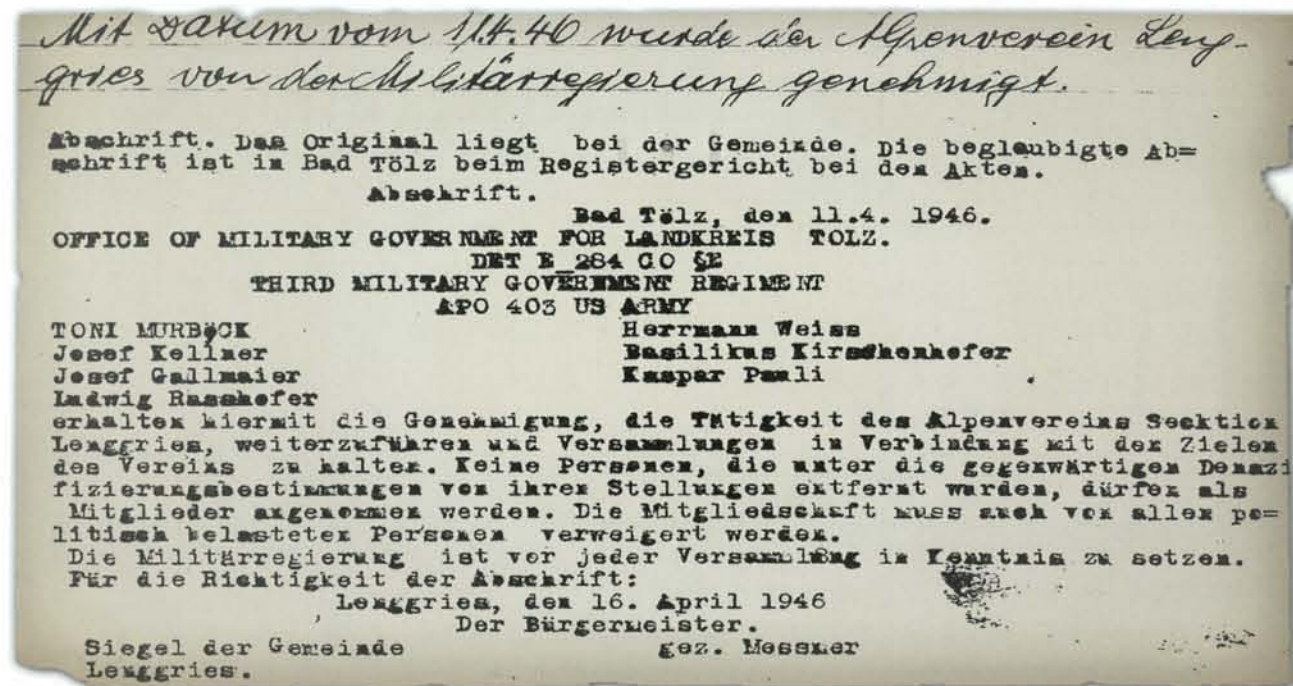 Mit Datum vom 11.4.46 wurde der Alpenverein Leng-
gries von der Militärregierung genehmigt.
Abschrift. Das Original liegt bei der Gemeinde. Die beglaubigte Ab=
schrift ist in Bad Tölz beim Registergericht bei den Akten.
Abschrift.
Bad Tölz, den 11.4. 1946.
OFFICE OF MILITARY GOVERNMENT FOR LANDKREIS TOLZ.
DET E 284 CO §E
THIRD MILITARY GOVERNMENT REGIMENT
APO 403 US ARMY
TONI MURBÖCK Herrmann Weiss
Josef Kellner Basilikus Kirschenhofer
Josef Gallmaier Kaspar Pauli
Ludwig Rasshofer
erhalten hiermit die Genehmigung, die Tätigkeit des Alpenvereins Secktion
Lenggries, weiterzuführen und Versammlungen in Verbindung mit den Zielen
des Vereins zu halten. Keine Personen, die unter die gegenwärtigen Denazi
fizierungsbestimmungen von ihren Stellungen entfernt wurden, dürfen als
Mitglieder angenommen werden. Die Mitgliedschaft muss auch von allen po=
litisch belasteten Personen verweigert werden.
Die Militärregierung ist vor jeder Versammlung in Kenntnis zu setzen.
Für die Richtigkeit der Abschrift:
Lenggries, den 16. April 1946
Der Bürgermeister.
Siegel der Gemeinde gez. Messner
Lenggries.